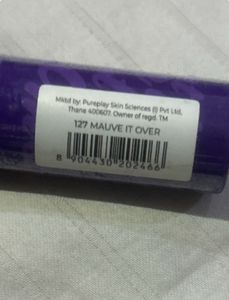 Mktd by: Pureplay Skin Sciences (I) Pvt Ltd,
Thane 400607. Owner of regd. TM
127 MAUVE IT OVER
8 904430 202466